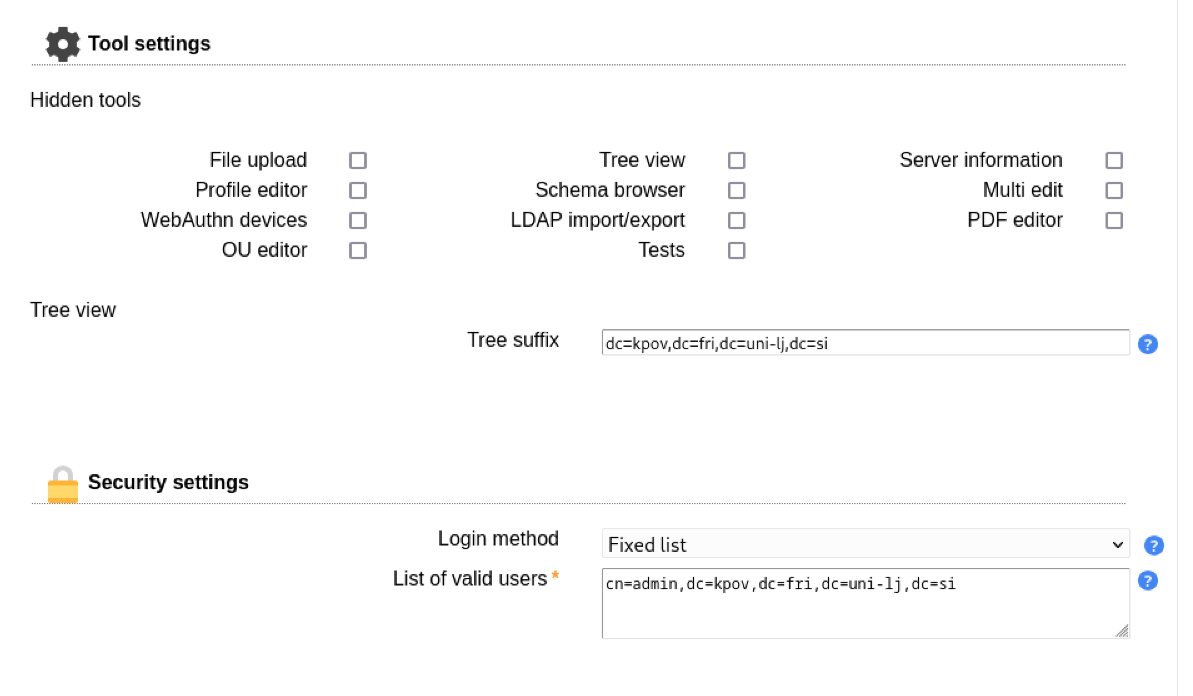 Tool settings
Hidden tools
File upload Tree view Server information
Profile editor Schema browser Multi edit
WebAuthn devices LDAP import/export PDF editor
OU editor Tests
Tree view
Tree suffix dc=kpov,dc=fri,dc=uni-lj,dc=si ?
Security settings
Login method Fixed list ?
List of valid users * cn=admin,dc=kpov,dc=fri,dc=uni-lj,dc=si ?